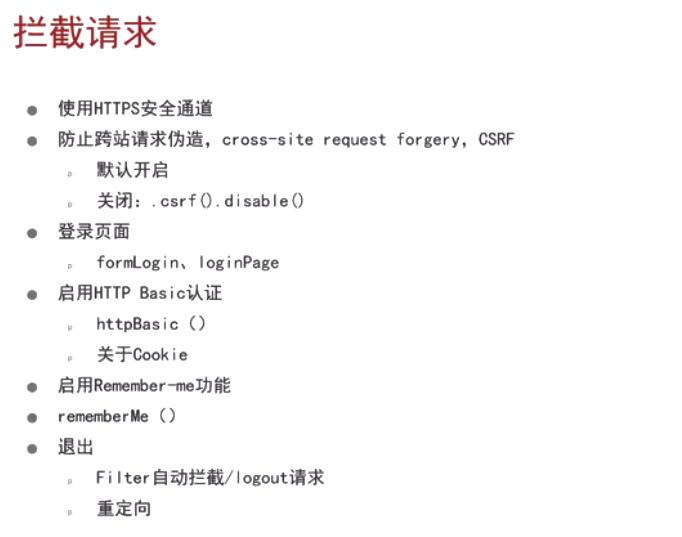 拦截请求
使用HTTPS安全通道
防止跨站请求伪造，cross-site request forgery，CSRF
默认开启
关闭：.csrf().disable()
登录页面
formLogin、loginPage
启用HTTP Basic认证
httpBasic（）
关于Cookie
启用Remember-me功能
rememberMe（）
退出
Filter自动拦截/logout请求
重定向